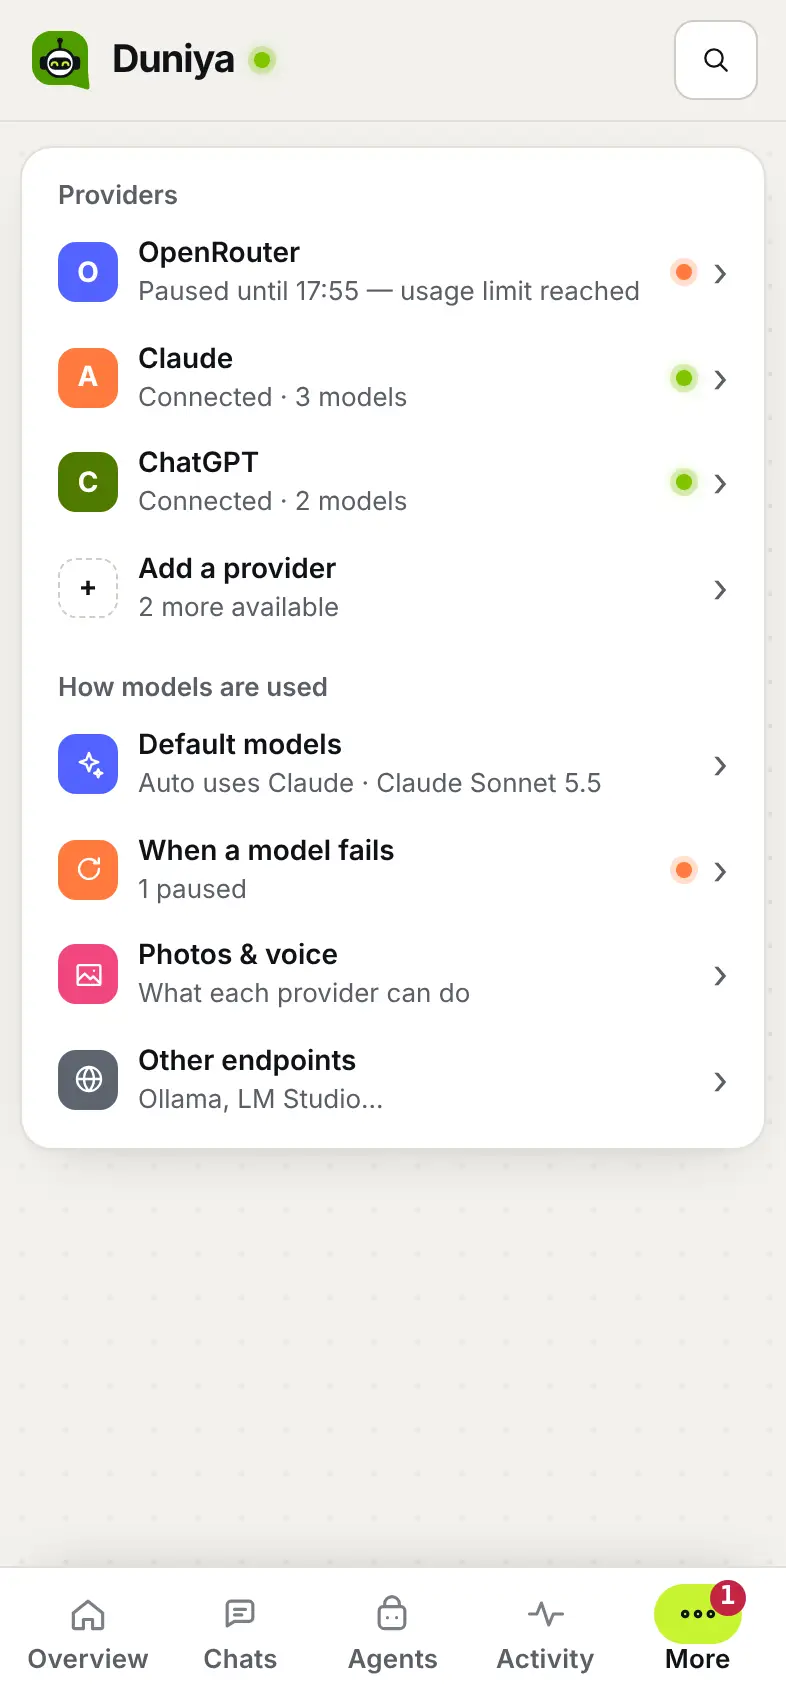 Duniya
Providers
O
OpenRouter
Paused until 17:55 — usage limit reached
A
Claude
Connected · 3 models
C
ChatGPT
Connected · 2 models
+
Add a provider
2 more available
How models are used
Default models
Auto uses Claude · Claude Sonnet 5.5
When a model fails
1 paused
Photos & voice
What each provider can do
Other endpoints
Ollama, LM Studio...
1
Overview
Chats
Agents
Activity
More